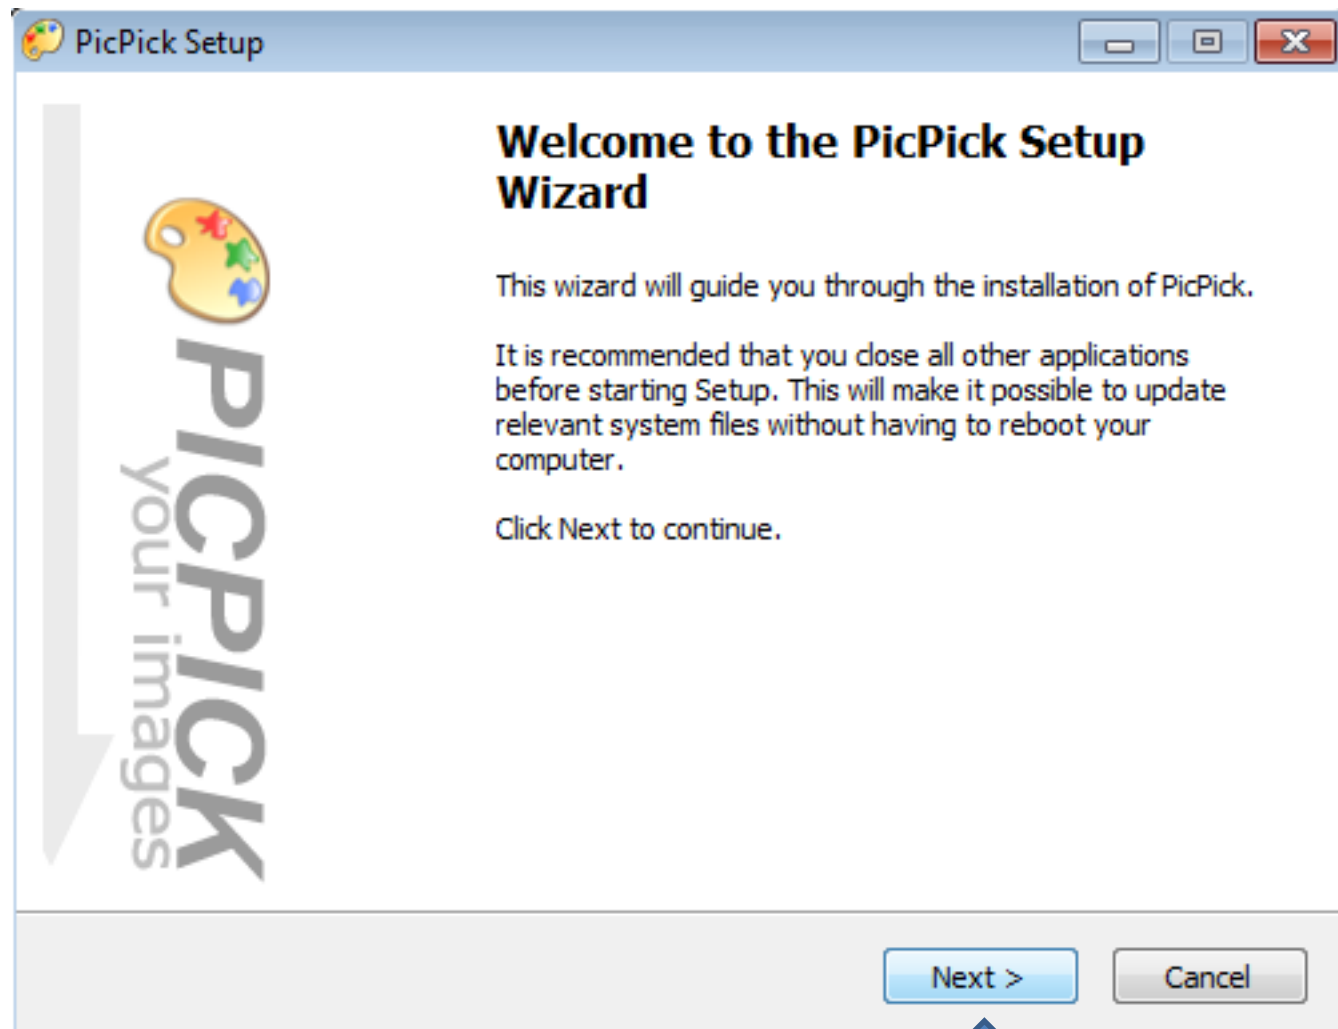 PicPick Setup
Welcome to the PicPick Setup
Wizard
This wizard will guide you through the installation of PicPick.
It is recommended that you close all other applications
before starting Setup. This will make it possible to update
relevant system files without having to reboot your
computer.
Click Next to continue.
PICPICK
your images
Next >
Cancel